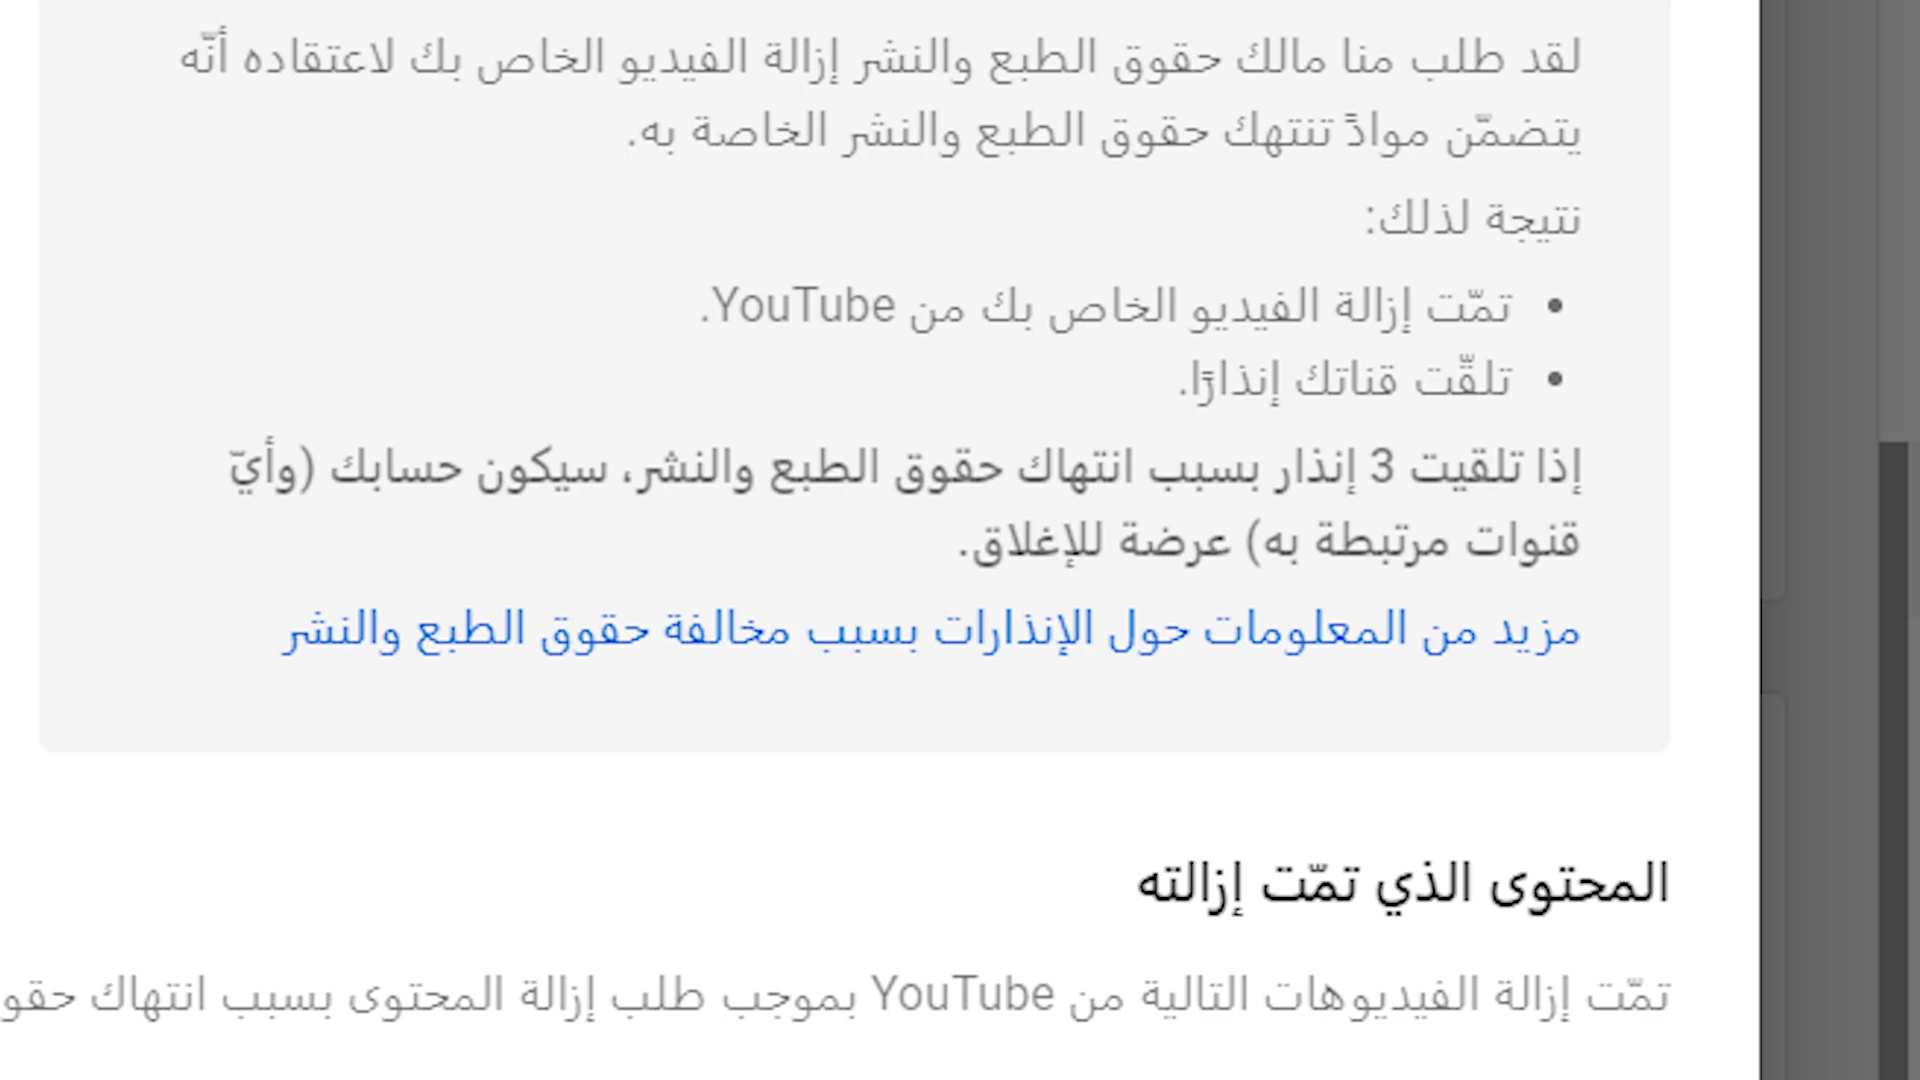 لقد طلب منا مالك حقوق الطبع والنشر إزالة الفيديو الخاص بك لاعتقاده أنّه
يتضمّن موادّ تنتهك حقوق الطبع والنشر الخاصة به.
نتيجة لذلك:
• تمّت إزالة الفيديو الخاص بك من YouTube.
• تلقّت قناتك إنذارًا.
إذا تلقيت 3 إنذار بسبب انتهاك حقوق الطبع والنشر، سيكون حسابك (وأيّ
قنوات مرتبطة به) عرضة للإغلاق.
مزيد من المعلومات حول الإنذارات بسبب مخالفة حقوق الطبع والنشر
المحتوى الذي تمّت إزالته
تمّت إزالة الفيديوهات التالية من YouTube بموجب طلب إزالة المحتوى بسبب انتهاك